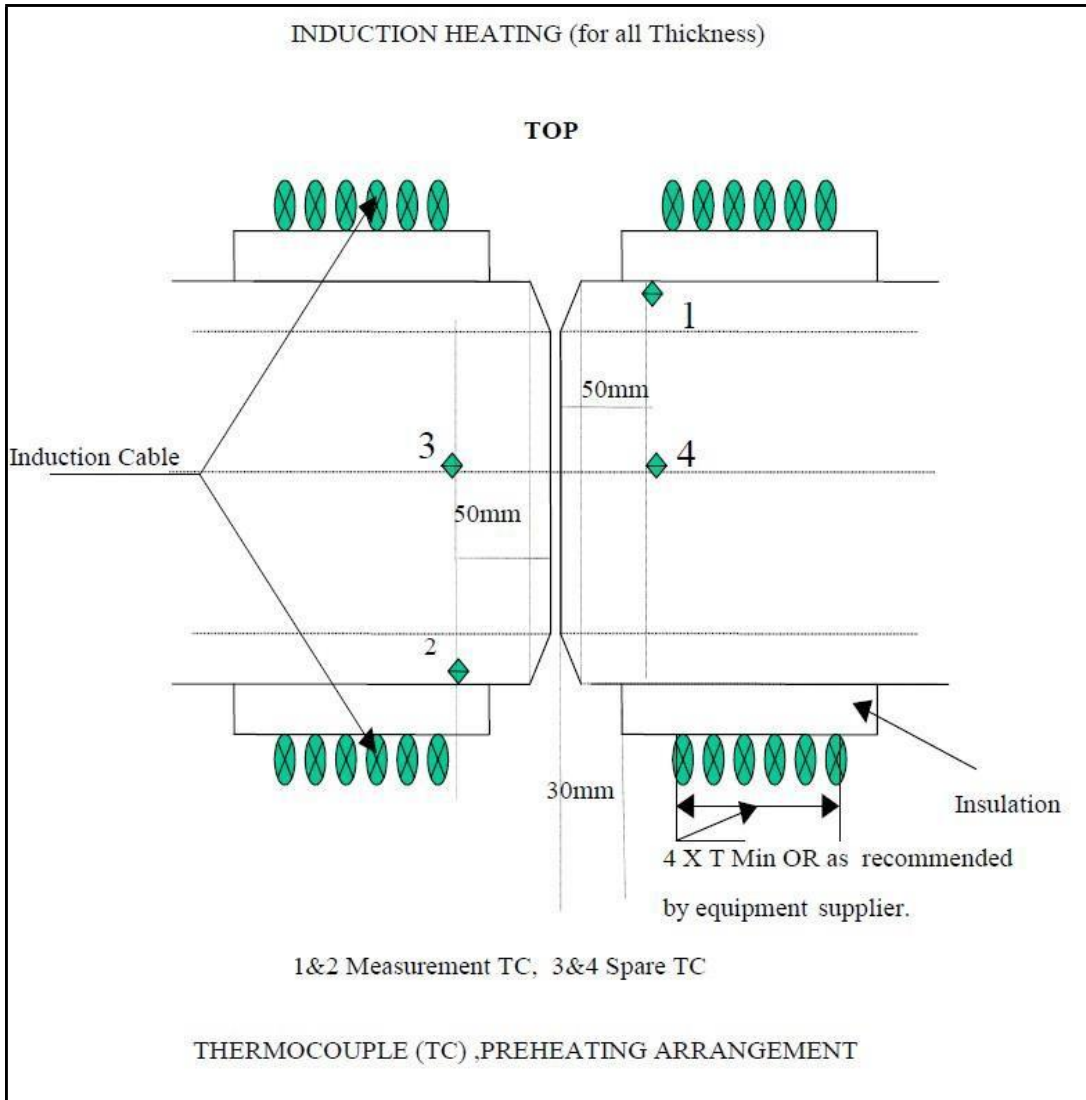 INDUCTION HEATING (for all Thickness)
TOP
1
50mm
3
4
Induction Cable
50mm
2
30mm
Insulation
4 X T Min OR as recommended
by equipment supplier.
1&2 Measurement TC, 3&4 Spare TC
THERMOCOUPLE (TC) ,PREHEATING ARRANGEMENT